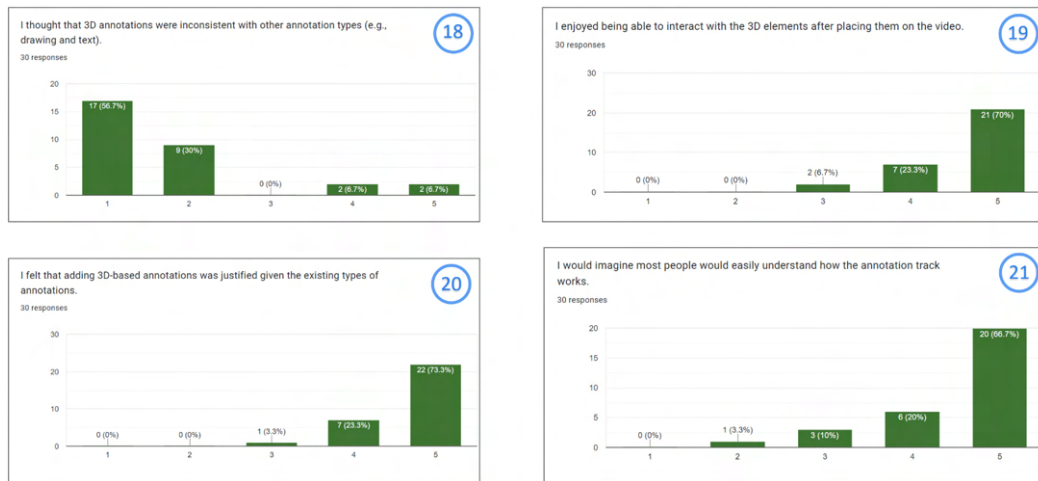 I thought that 3D annotations were inconsistent with other annotation types (e.g.,
drawing and text).
18
30 responses
20
15
10
5
0
17 (56.7%)
9 (30%)
0 (0%)
2 (6.7%)
2 (6.7%)
1 2 3 4 5
I enjoyed being able to interact with the 3D elements after placing them on the video.
19
30 responses
30
20
10
0
0 (0%)
0 (0%)
2 (6.7%)
7 (23.3%)
21 (70%)
1 2 3 4 5
I felt that adding 3D-based annotations was justified given the existing types of
annotations.
20
30 responses
30
20
10
0
0 (0%)
0 (0%)
1 (3.3%)
7 (23.3%)
22 (73.3%)
1 2 3 4 5
I would imagine most people would easily understand how the annotation track
works.
21
30 responses
20
15
10
5
0
0 (0%)
1 (3.3%)
3 (10%)
6 (20%)
20 (66.7%)
1 2 3 4 5